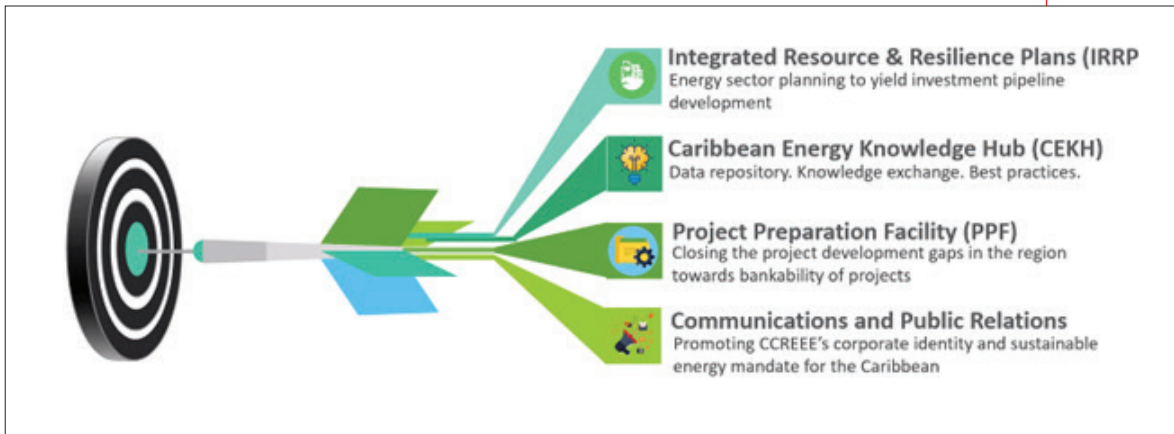 Integrated Resource & Resilience Plans (IRRP
Energy sector planning to yield investment pipeline
development
Caribbean Energy Knowledge Hub (CEKH)
Data repository. Knowledge exchange. Best practices.
Project Preparation Facility (PPF)
Closing the project development gaps in the region
towards bankability of projects
Communications and Public Relations
Promoting CCREEE's corporate identity and sustainable
energy mandate for the Caribbean